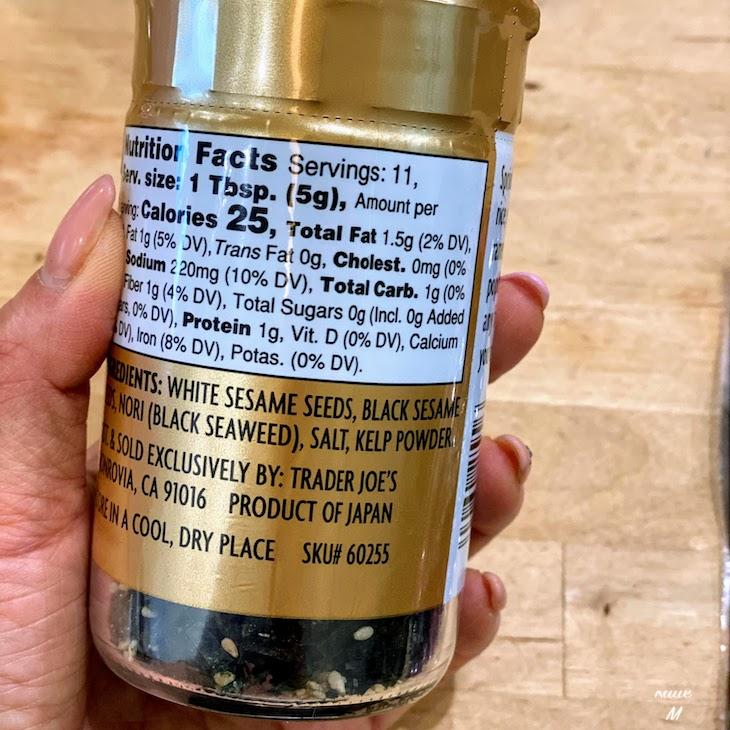 Nutrition Facts Servings: 11,
Serv. size: 1 Tbsp. (5g), Amount per
serving: Calories 25, Total Fat 1.5g (2% DV),
Fat 1g (5% DV), Trans Fat 0g, Cholest. 0mg (0%
Sodium 220mg (10% DV), Total Carb. 1g (0%
Fiber 1g (4% DV), Total Sugars 0g (Incl. 0g Added
0% DV), Protein 1g, Vit. D (0% DV), Calcium
DV), Iron (8% DV), Potas. (0% DV).
INGREDIENTS: WHITE SESAME SEEDS, BLACK SESAME
NORI (BLACK SEAWEED), SALT, KELP POWDER.
& SOLD EXCLUSIVELY BY: TRADER JOE'S
MONROVIA, CA 91016 PRODUCT OF JAPAN
STORE IN A COOL, DRY PLACE SKU# 60255